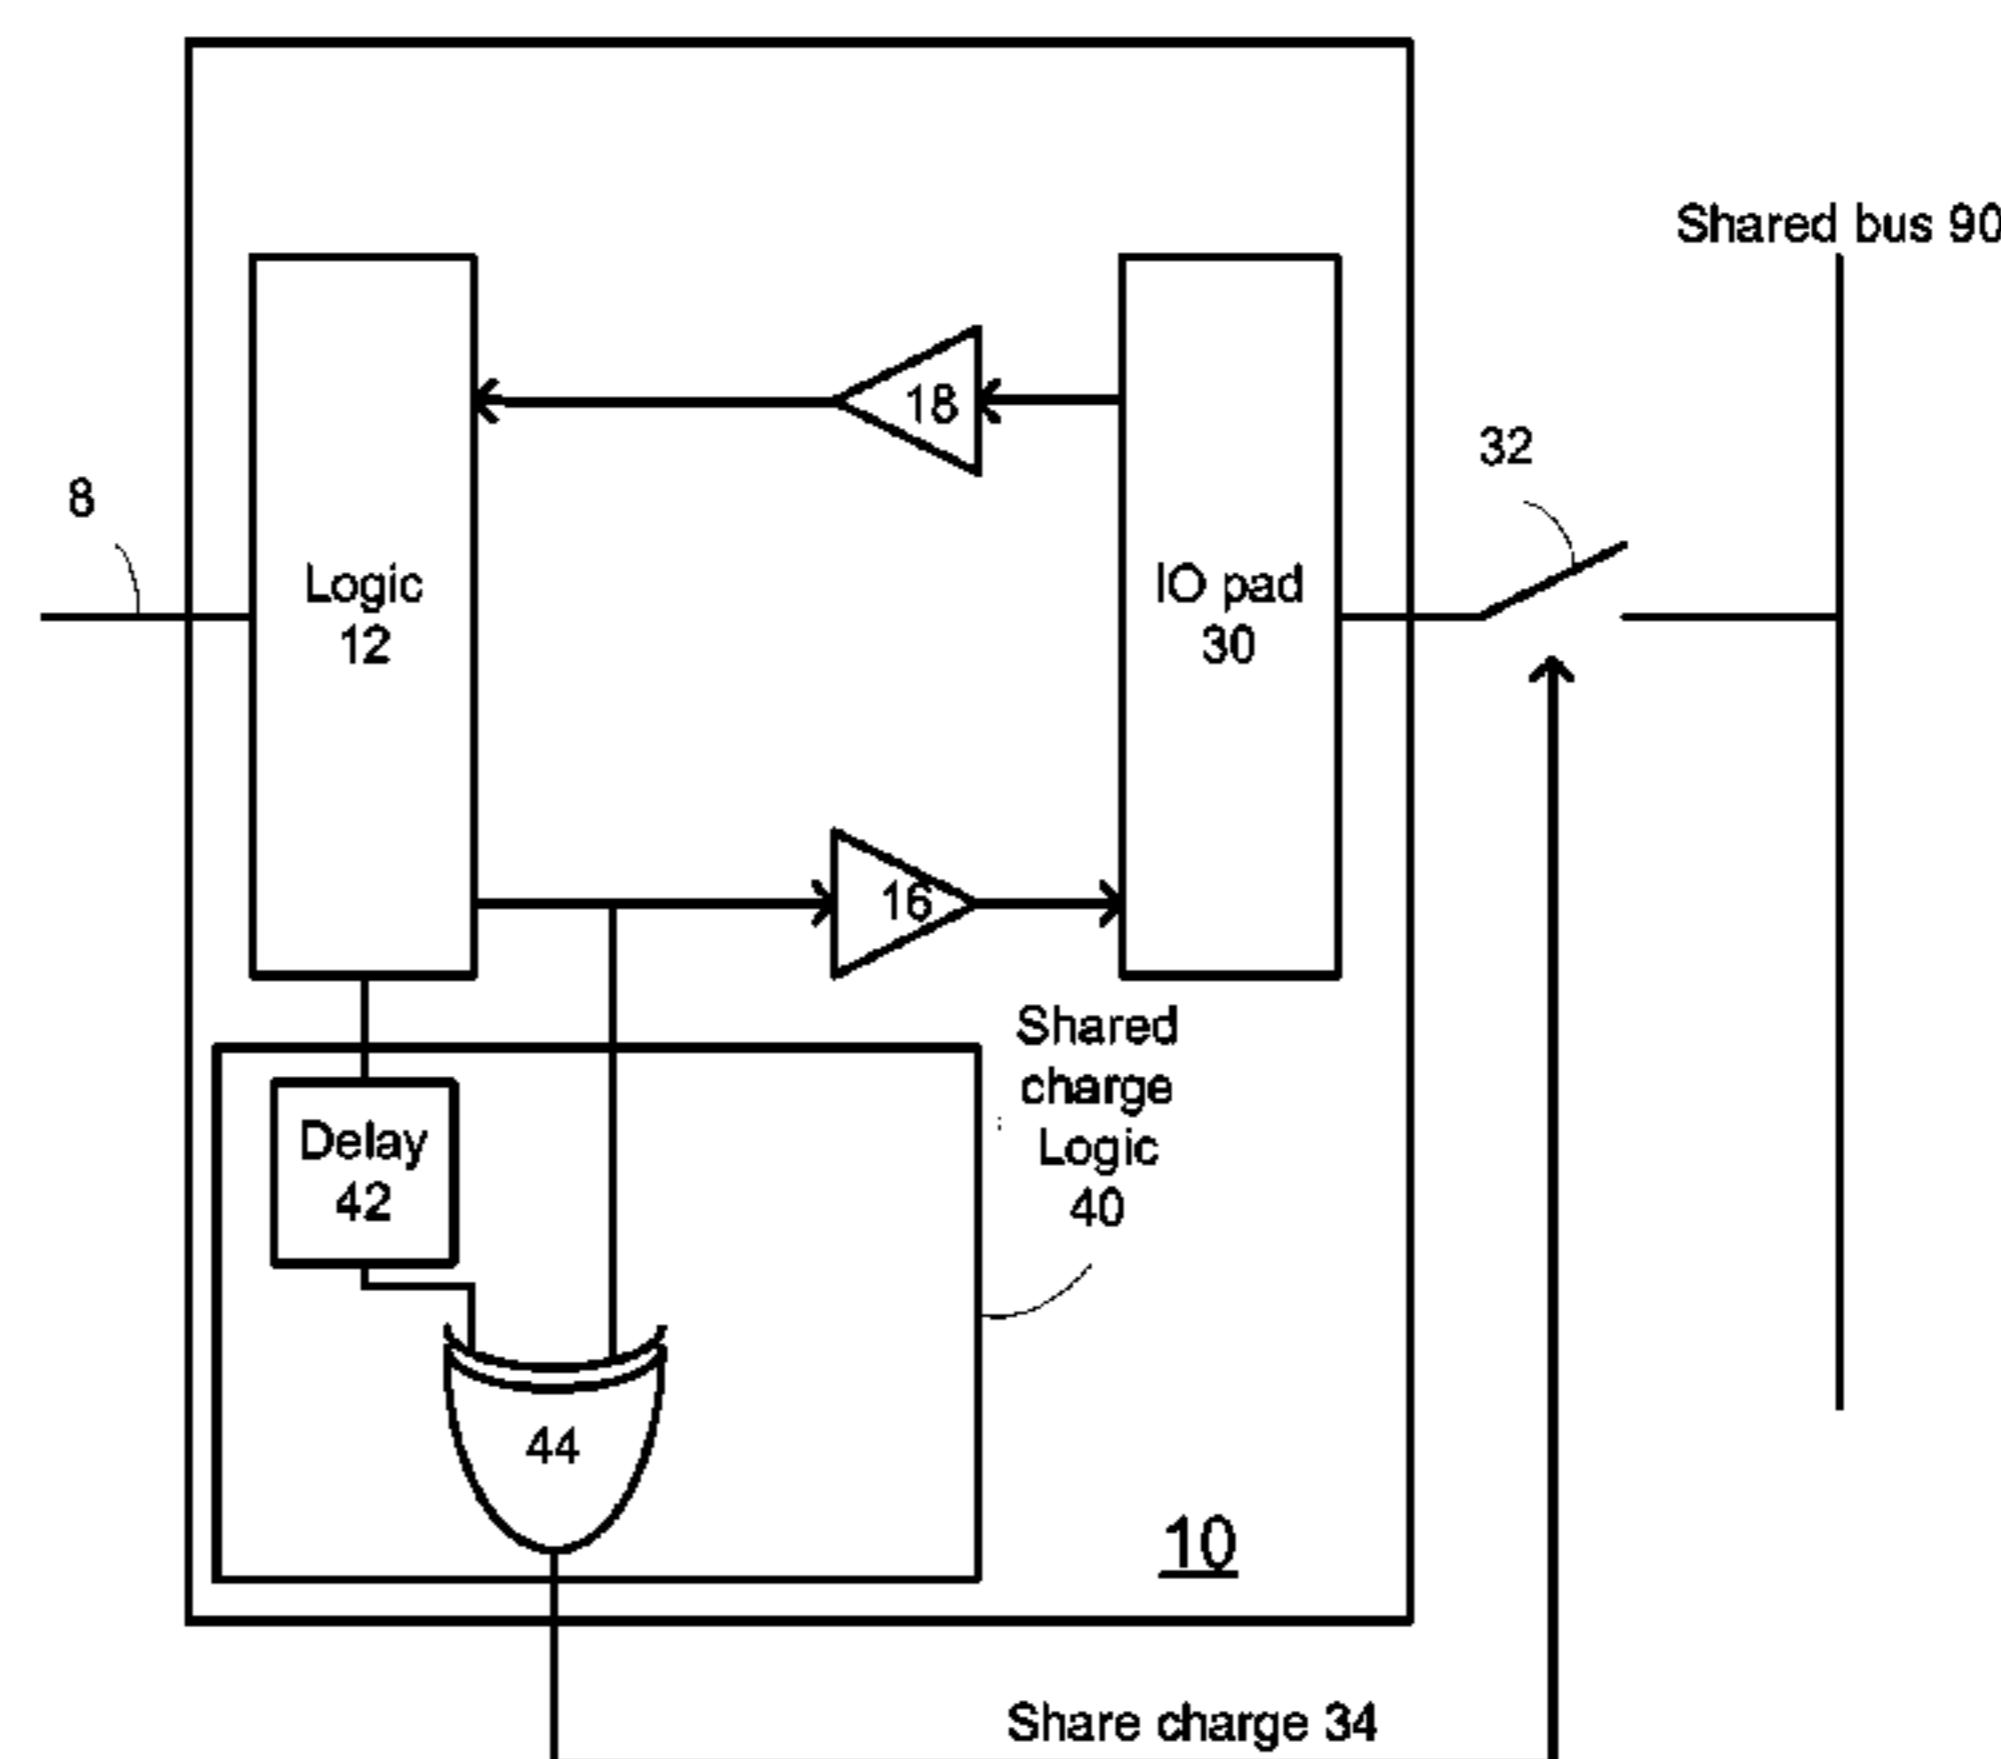 Shared bus 90
18
32
8
Logic
12
IO pad
30
16
Shared
charge
Logic
40
Delay
42
44
10
Share charge 34